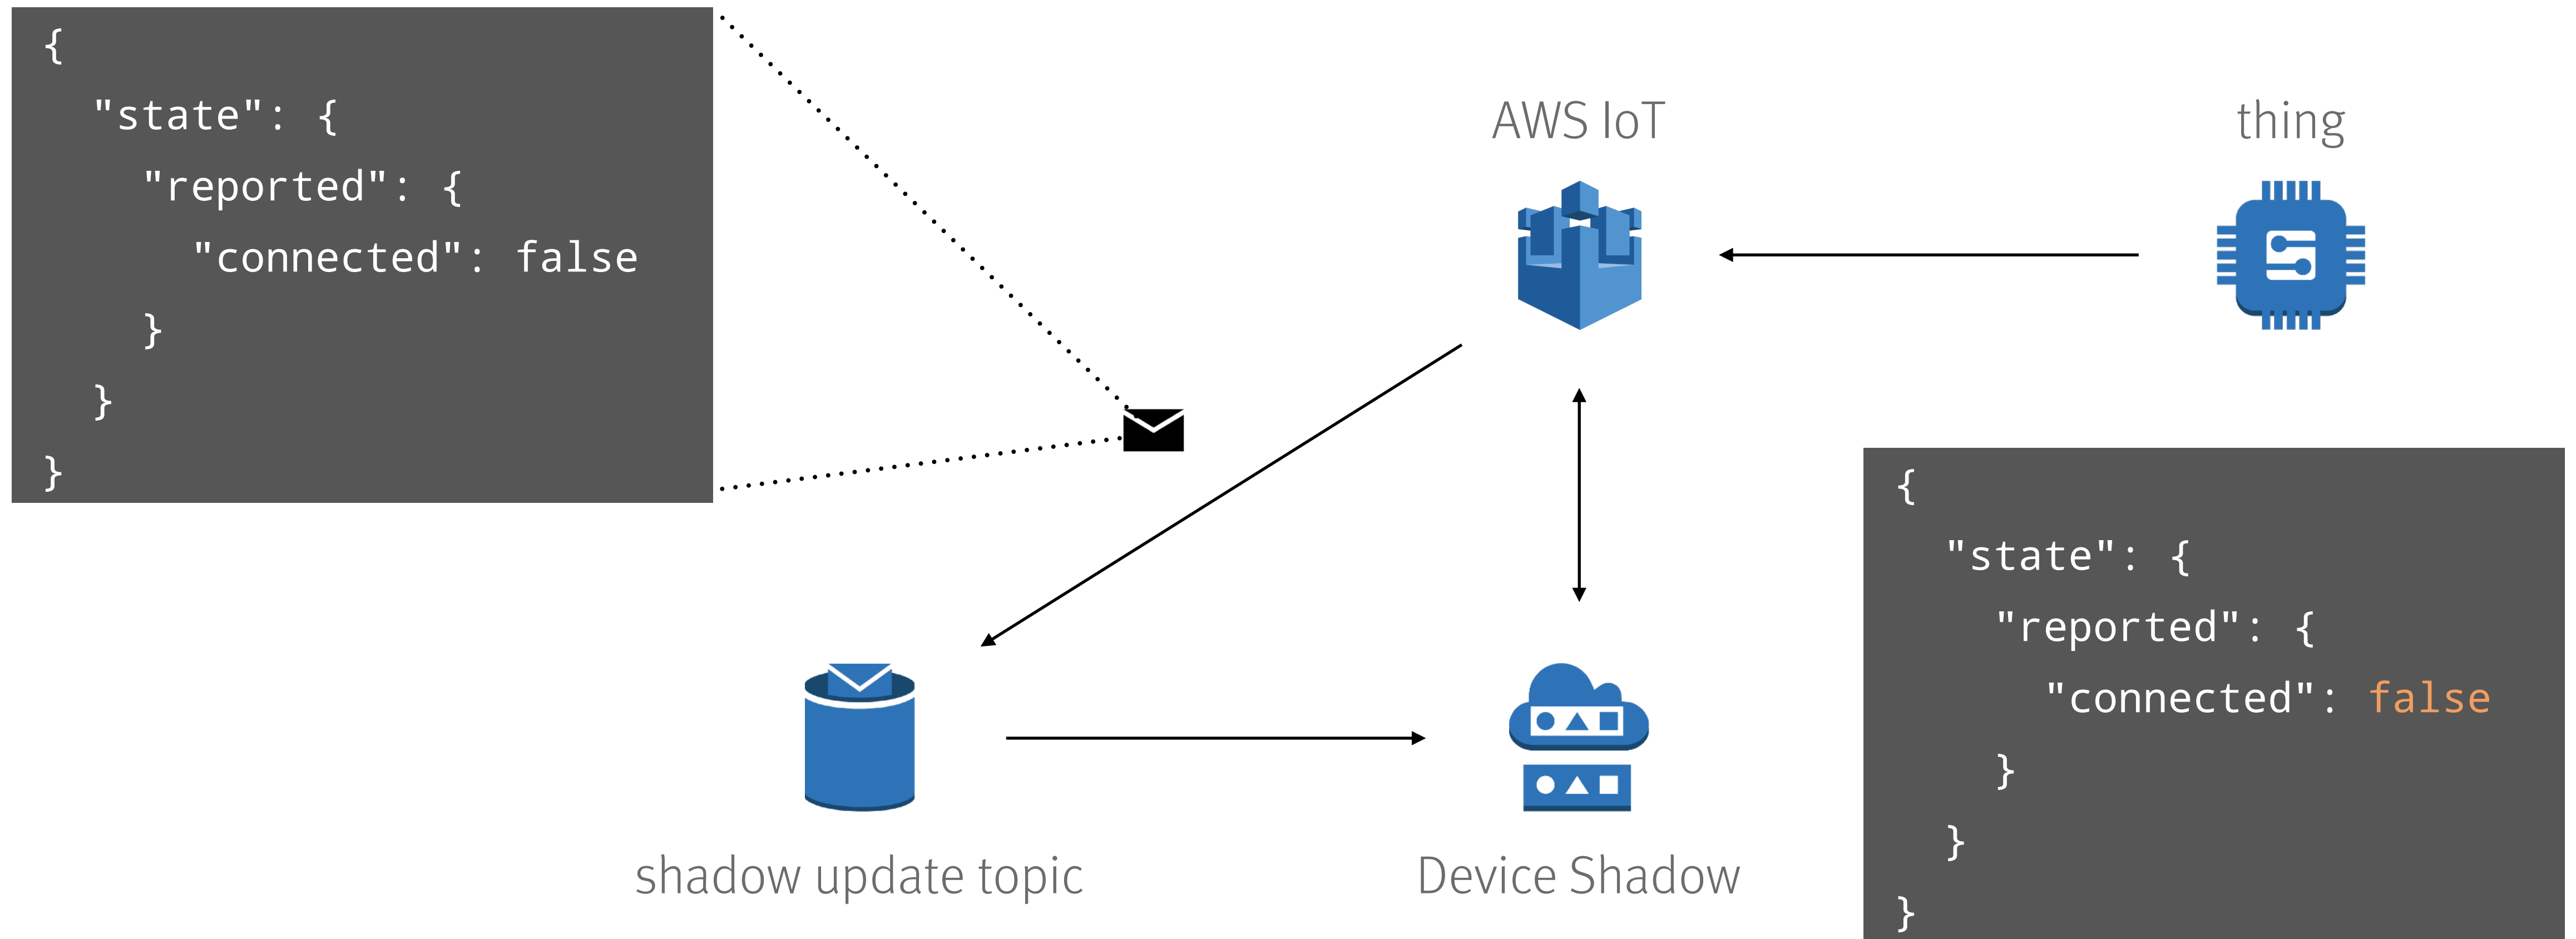 {
  "state": {
    "reported": {
      "connected": false
    }
  }
}
AWS IoT
thing
{
  "state": {
    "reported": {
      "connected": false
    }
  }
}
shadow update topic
Device Shadow